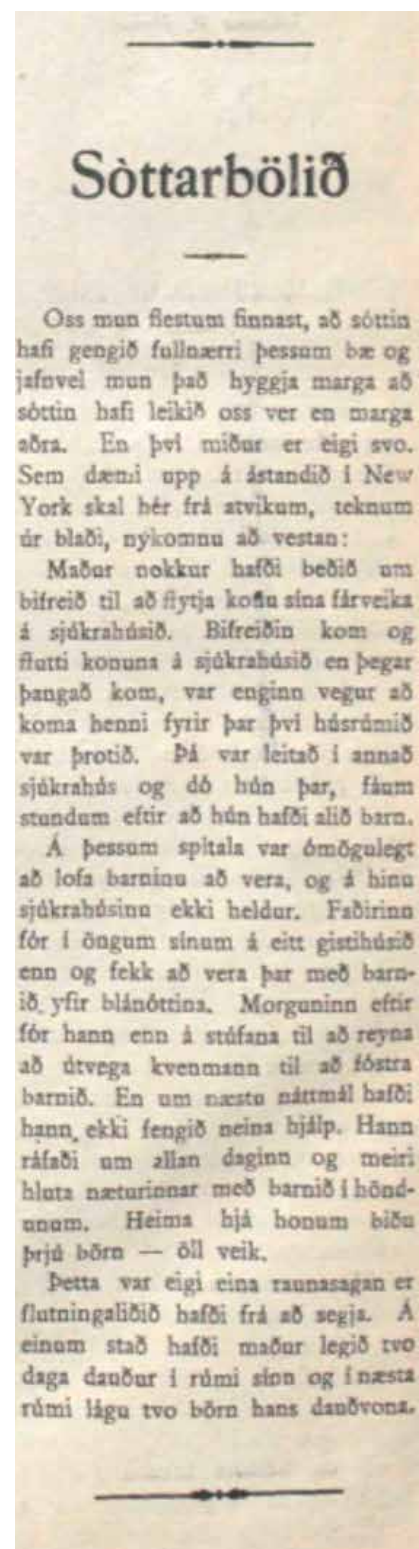 Sòttarbölið
Oss mun flestum finnast, að sóttin
hafi gengið fullnærri þessum bæ og
jafnvel mun það hyggja marga að
sóttin hafi leikið oss ver en marga
aðra. En því miður er eigi svo.
Sem dæmi upp á ástandið í New
York skal hér frá atvikum, teknum
úr blaði, nýkomnu að vestan:
Maður nokkur hafði beðið um
bifreið til að flytja konu sína fárveika
á sjúkrahúsið. Bifreiðin kom og
flutti konuna á sjúkrahúsið en þegar
þangað kom, var enginn vegur að
koma henni fyrir þar því húsrúmið
var þrotið. Þá var leitað í annað
sjúkrahús og dó hún þar, fáum
stundum eftir að hún hafði alið barn.
Á þessum spítala var ómögulegt
að lofa barninu að vera, og á hinu
sjúkrahúsinu ekki heldur. Faðirinn
fór í öngum sínum á eitt gistihúsið
enn og fekk að vera þar með barn-
ið yfir blánóttina. Morguninn eftir
fór hann enn á stúfana til að reyna
að útvega kvenmann til að fóstra
barnið. En um næstu náttmál hafði
hann ekki fengið neina hjálp. Hann
ráfaði um allan daginn og meiri
hluta næturinnar með barnið í hönd-
unum. Heima hjá honum biðu
þrjú börn — öll veik.
Þetta var eigi eina raunasagan er
flutningaliðið hafði frá að segja. Á
einum stað hafði maður legið tvo
daga dauður í rúmi sínu og í næsta
rúmi lágu tvo börn hans dauðvona.